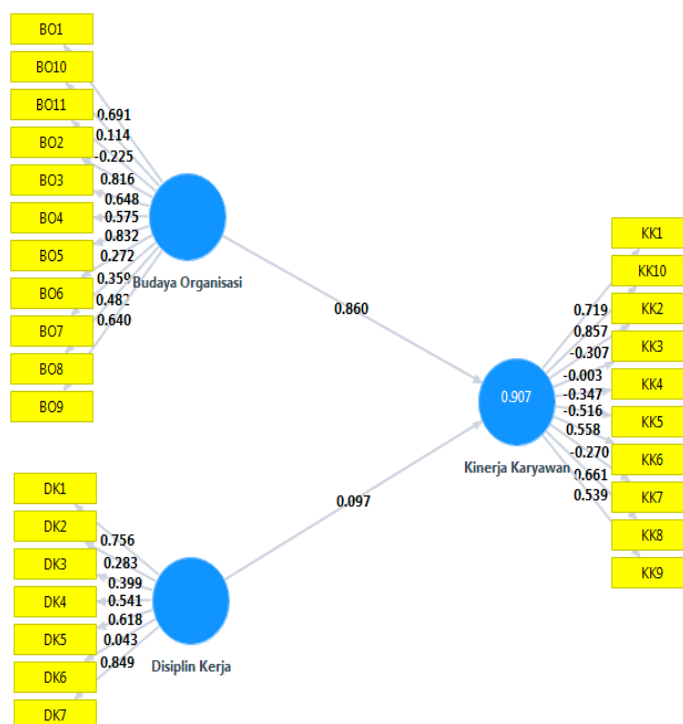 BO1
BO10
BO11
BO2
BO3
BO4
BO5
BO6
BO7
BO8
BO9
0.691
0.114
-0.225
0.816
0.648
0.575
0.832
0.272
0.359
0.482
0.640
Budaya Organisasi
0.860
DK1
DK2
DK3
DK4
DK5
DK6
DK7
0.756
0.283
0.399
0.541
0.618
0.043
0.849
Disiplin Kerja
0.097
0.907
Kinerja Karyawan
0.719
0.857
-0.307
-0.003
-0.347
-0.516
0.558
-0.270
0.661
0.539
KK1
KK10
KK2
KK3
KK4
KK5
KK6
KK7
KK8
KK9